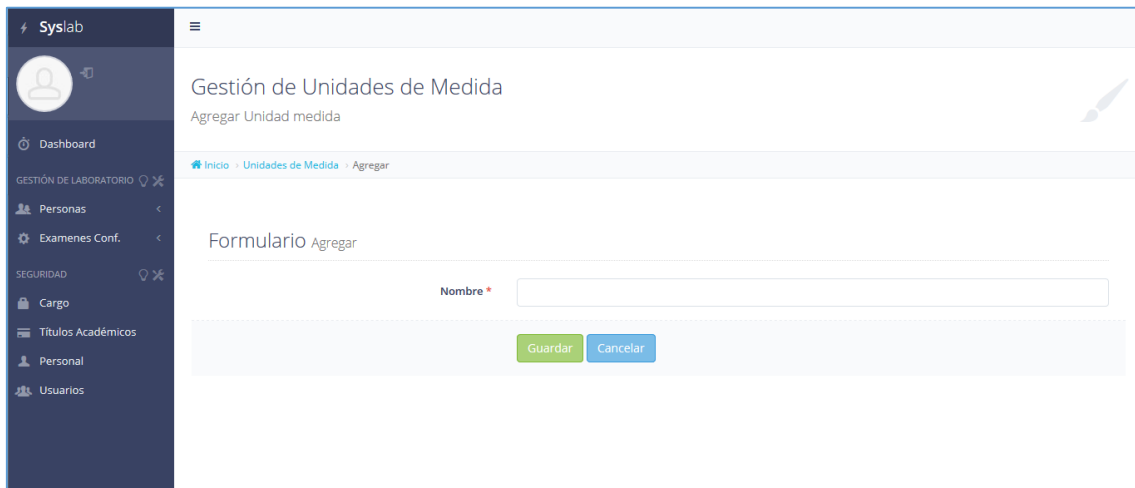 Syslab
Dashboard
GESTIÓN DE LABORATORIO
Personas
Examenes Conf.
SEGURIDAD
Cargo
Títulos Académicos
Personal
Usuarios
Gestión de Unidades de Medida
Agregar Unidad medida
Inicio › Unidades de Medida › Agregar
Formulario Agregar
Nombre *
Guardar Cancelar